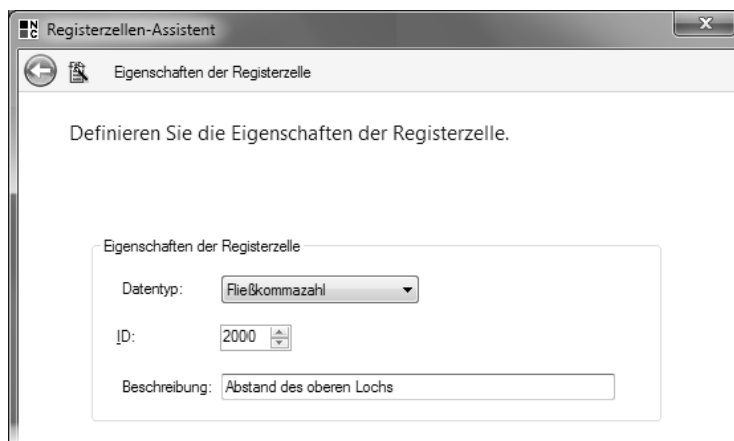 Registerzellen-Assistent
Eigenschaften der Registerzelle
Definieren Sie die Eigenschaften der Registerzelle.
Eigenschaften der Registerzelle
Datentyp: Fließkommazahl
ID: 2000
Beschreibung: Abstand des oberen Lochs